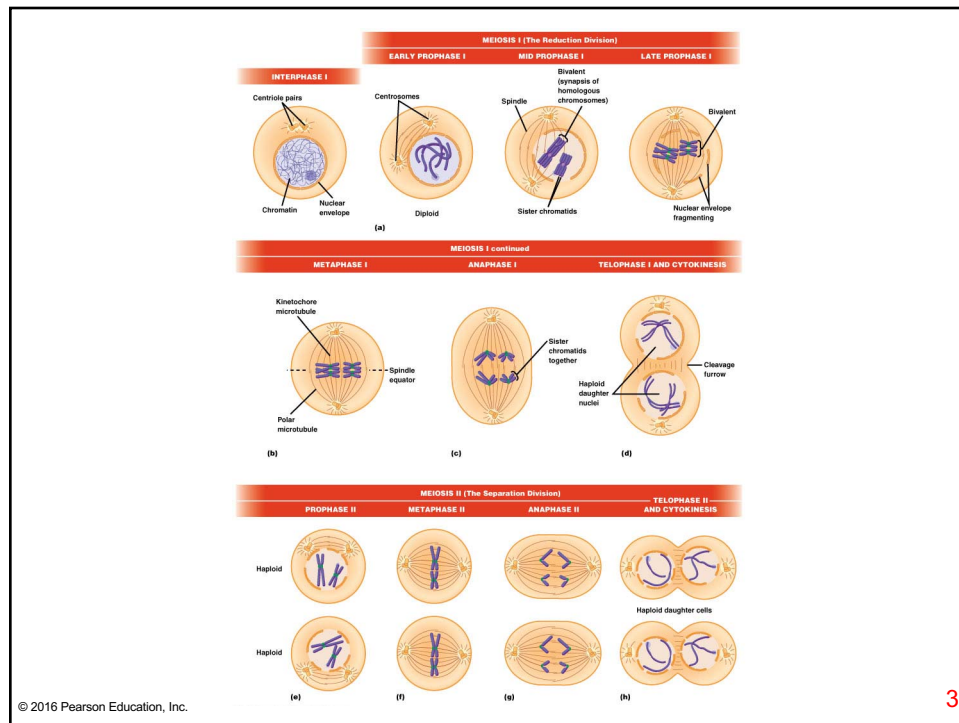 MEIOSIS I (The Reduction Division)
EARLY PROPHASE I
MID PROPHASE I
LATE PROPHASE I
INTERPHASE I
Centriole pairs
Centrosomes
Spindle
Bivalent
(synapsis of
homologous
chromosomes)
Bivalent
Chromatin
Nuclear
envelope
Diploid
Sister chromatids
Nuclear envelope
fragmenting
(a)
MEIOSIS I continued
METAPHASE I
ANAPHASE I
TELOPHASE I AND CYTOKINESIS
Kinetochore
microtubule
Spindle
equator
Polar
microtubule
Sister
chromatids
together
Haploid
daughter
nuclei
Cleavage
furrow
(b)
(c)
(d)
MEIOSIS II (The Separation Division)
PROPHASE II
METAPHASE II
ANAPHASE II
TELOPHASE II
AND CYTOKINESIS
Haploid
Haploid daughter cells
Haploid
(e)
(f)
(g)
(h)
© 2016 Pearson Education, Inc.
3